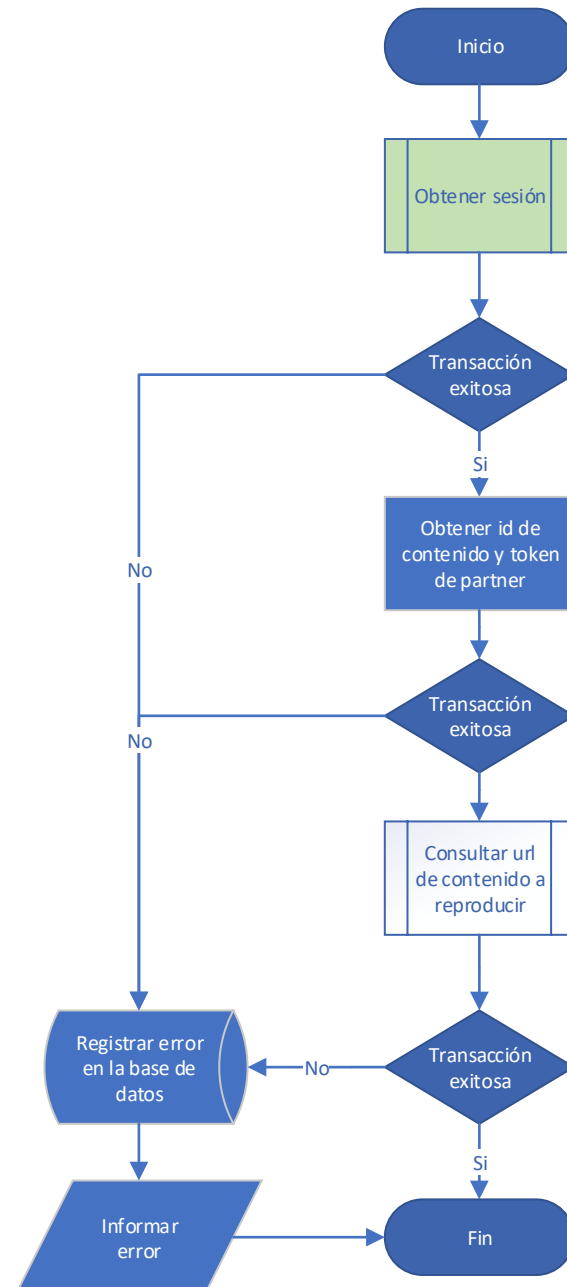 Inicio
Obtener sesión
Transacción
exitosa
Si
Obtener id de
contenido y token
de partner
No
Transacción
exitosa
No
Consultar url
de contenido a
reproducir
Registrar error
en la base de
datos
No
Transacción
exitosa
Si
Informar
error
Fin